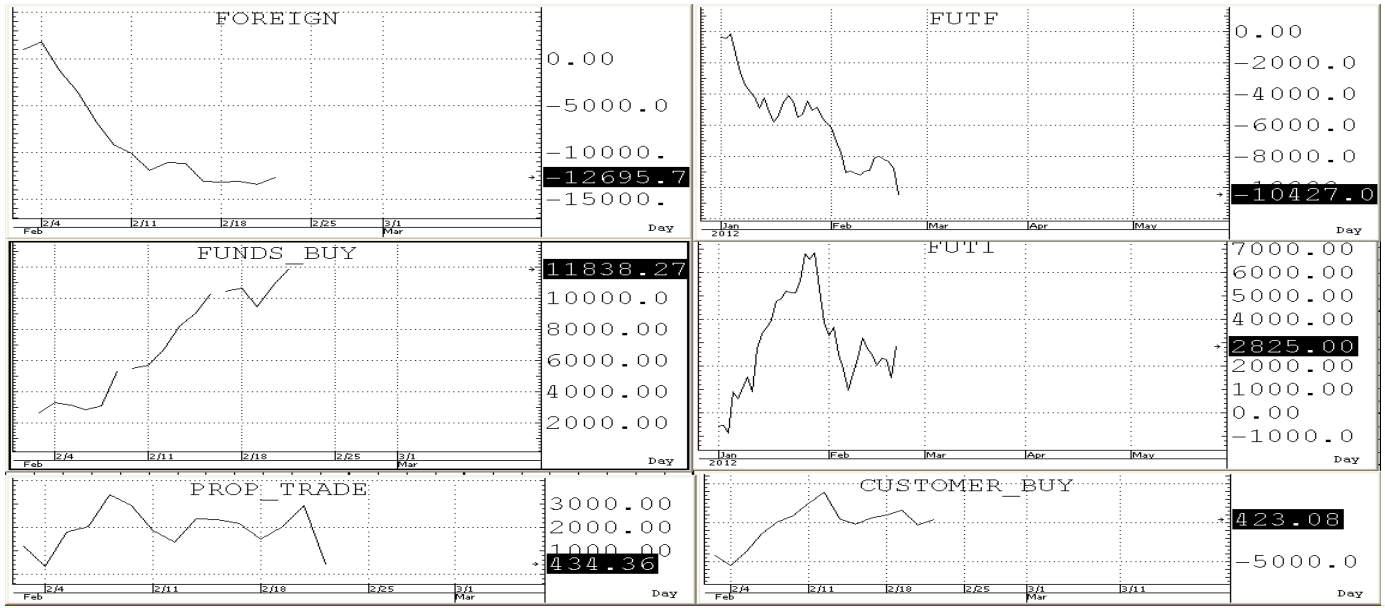 FOREIGN
0.00
-5000.0
-10000.
-12695.7
-15000.
2/4 2/11 2/18 2/25 3/1
Feb Mar Day
FUTF
0.00
-2000.0
-4000.0
-6000.0
-8000.0
-10427.0
Jan Feb Mar Apr May
2012 Day
FUNDS_BUY
11838.27
10000.0
8000.00
6000.00
4000.00
2000.00
2/4 2/11 2/18 2/25 3/1
Feb Mar Day
FUTI
7000.00
6000.00
5000.00
4000.00
2825.00
2000.00
1000.00
0.00
-1000.0
Jan Feb Mar Apr May
2012 Day
PROP_TRADE
3000.00
2000.00
1000.00
434.36
2/4 2/11 2/18 2/25 3/1
Feb Mar Day
CUSTOMER_BUY
423.08
-5000.0
2/4 2/11 2/18 2/25 3/1 3/11
Feb Mar Day